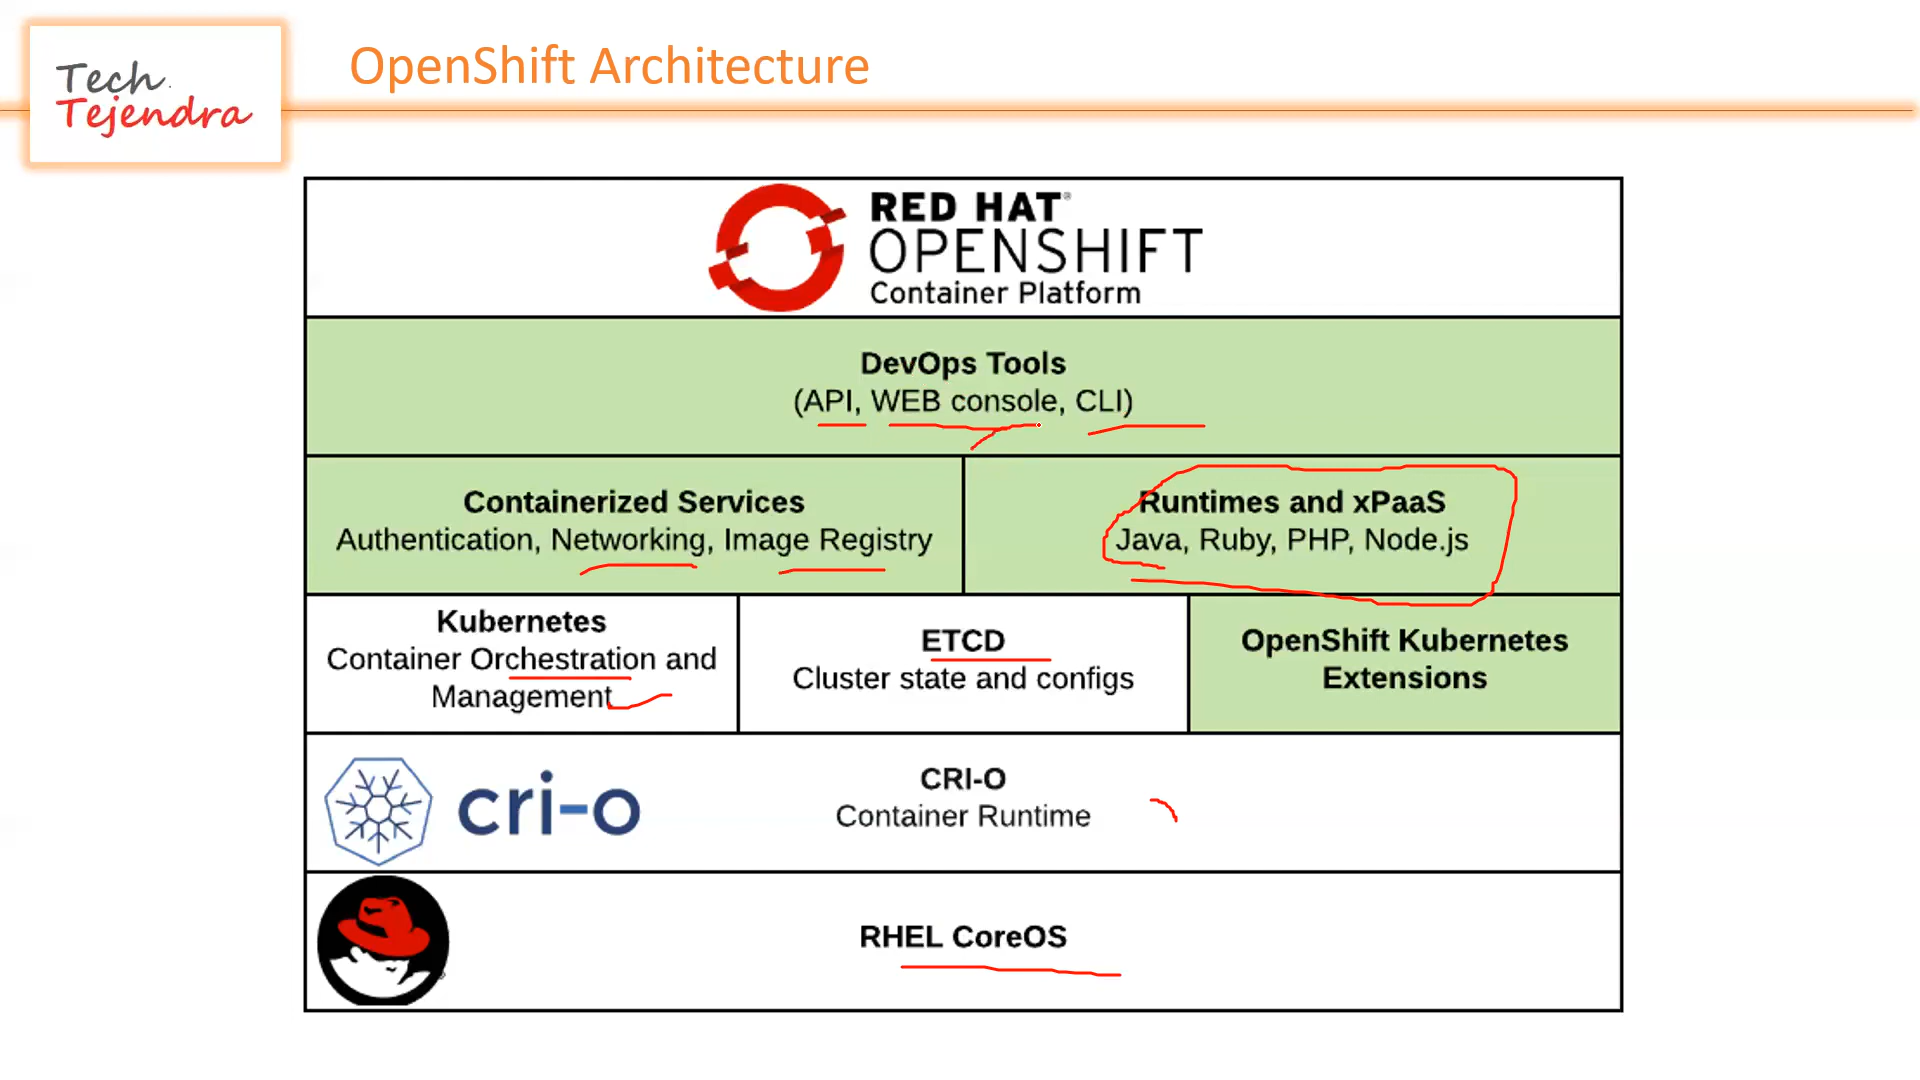 Tech
Tejendra
OpenShift Architecture
RED HAT®
OPENSHIFT
Container Platform
DevOps Tools
(API, WEB console, CLI)
Containerized Services
Authentication, Networking, Image Registry
Runtimes and xPaaS
Java, Ruby, PHP, Node.js
Kubernetes
Container Orchestration and
Management
ETCD
Cluster state and configs
OpenShift Kubernetes
Extensions
cri-o
CRI-O
Container Runtime
RHEL CoreOS